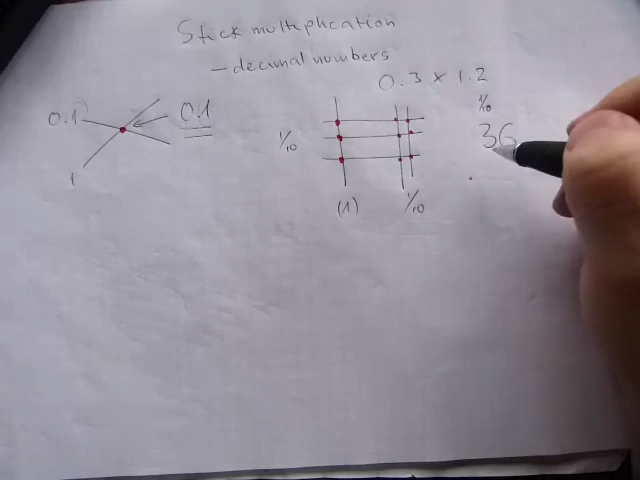 Stick multiplication
- decimal numbers
0.3 x 1.2
0.1
0.1
1/10
1/10
36
1
(1)
1/10